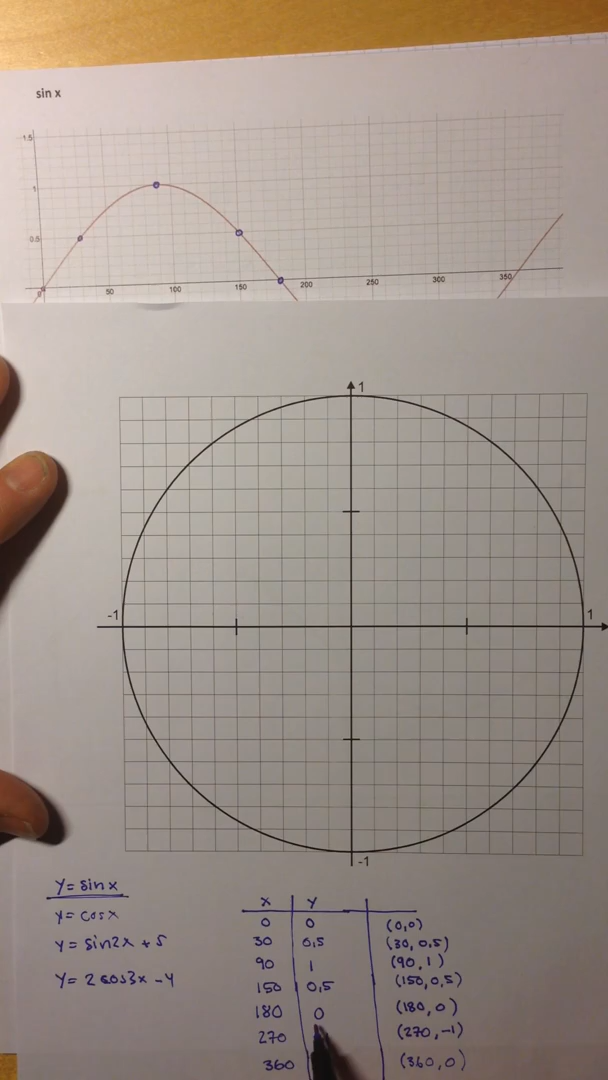 sin x
1.5
1
0.5
0 50 100 150 200 250 300 350
1
-1 1
-1
y = sin x
y = cos x
y = sin2x + 5
y = 2 cos3x - 4
x y
0 0 (0,0)
30 0,5 (30, 0,5)
90 1 (90, 1)
150 0,5 (150, 0,5)
180 0 (180, 0)
270 (270, -1)
360 (360, 0)